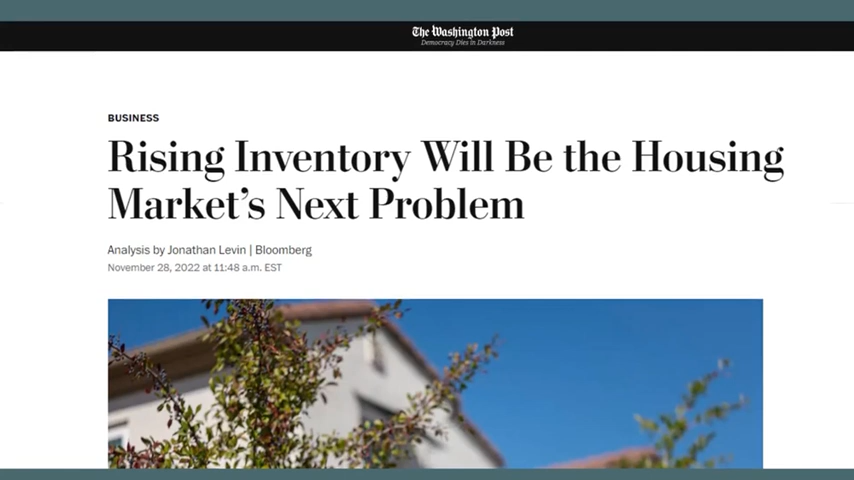 The Washington Post
Democracy Dies in Darkness
BUSINESS
Rising Inventory Will Be the Housing
Market’s Next Problem
Analysis by Jonathan Levin | Bloomberg
November 28, 2022 at 11:48 a.m. EST